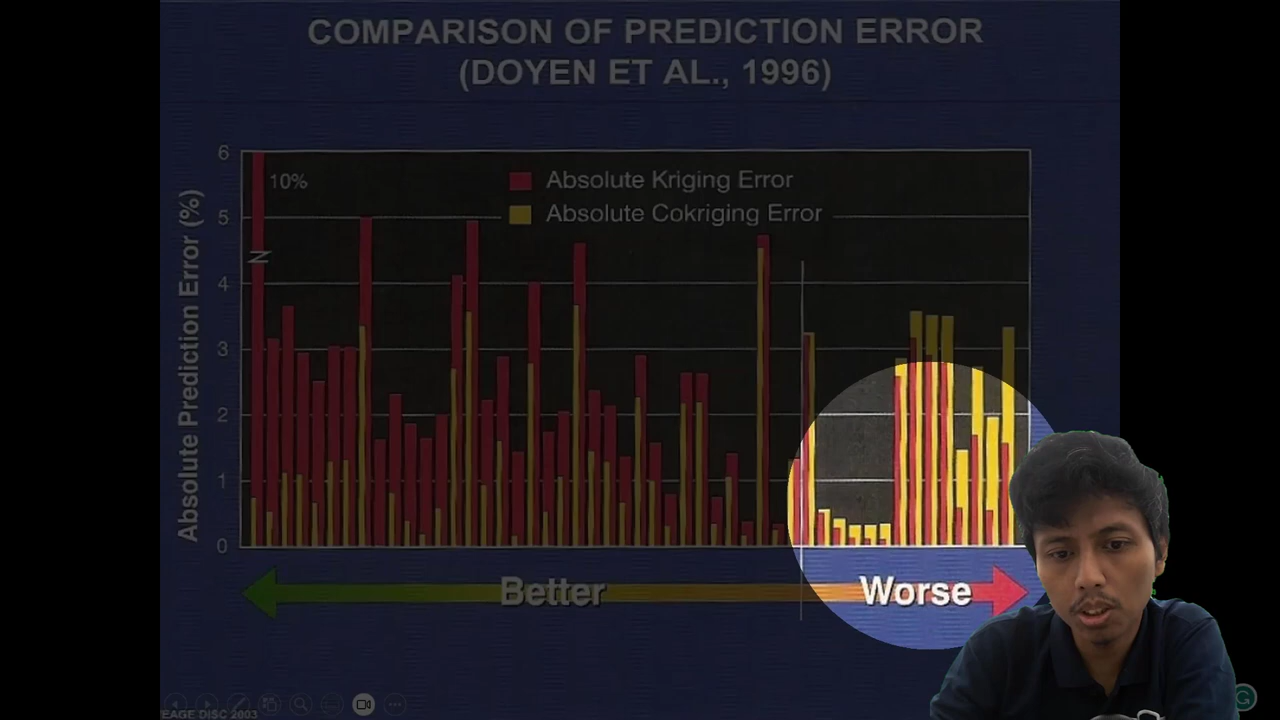 COMPARISON OF PREDICTION ERROR
(DOYEN ET AL., 1996)
Absolute Prediction Error (%)
6
5
4
3
2
1
0
10%
Absolute Kriging Error
Absolute Cokriging Error
Better
Worse
EAGE DISC 2003
G